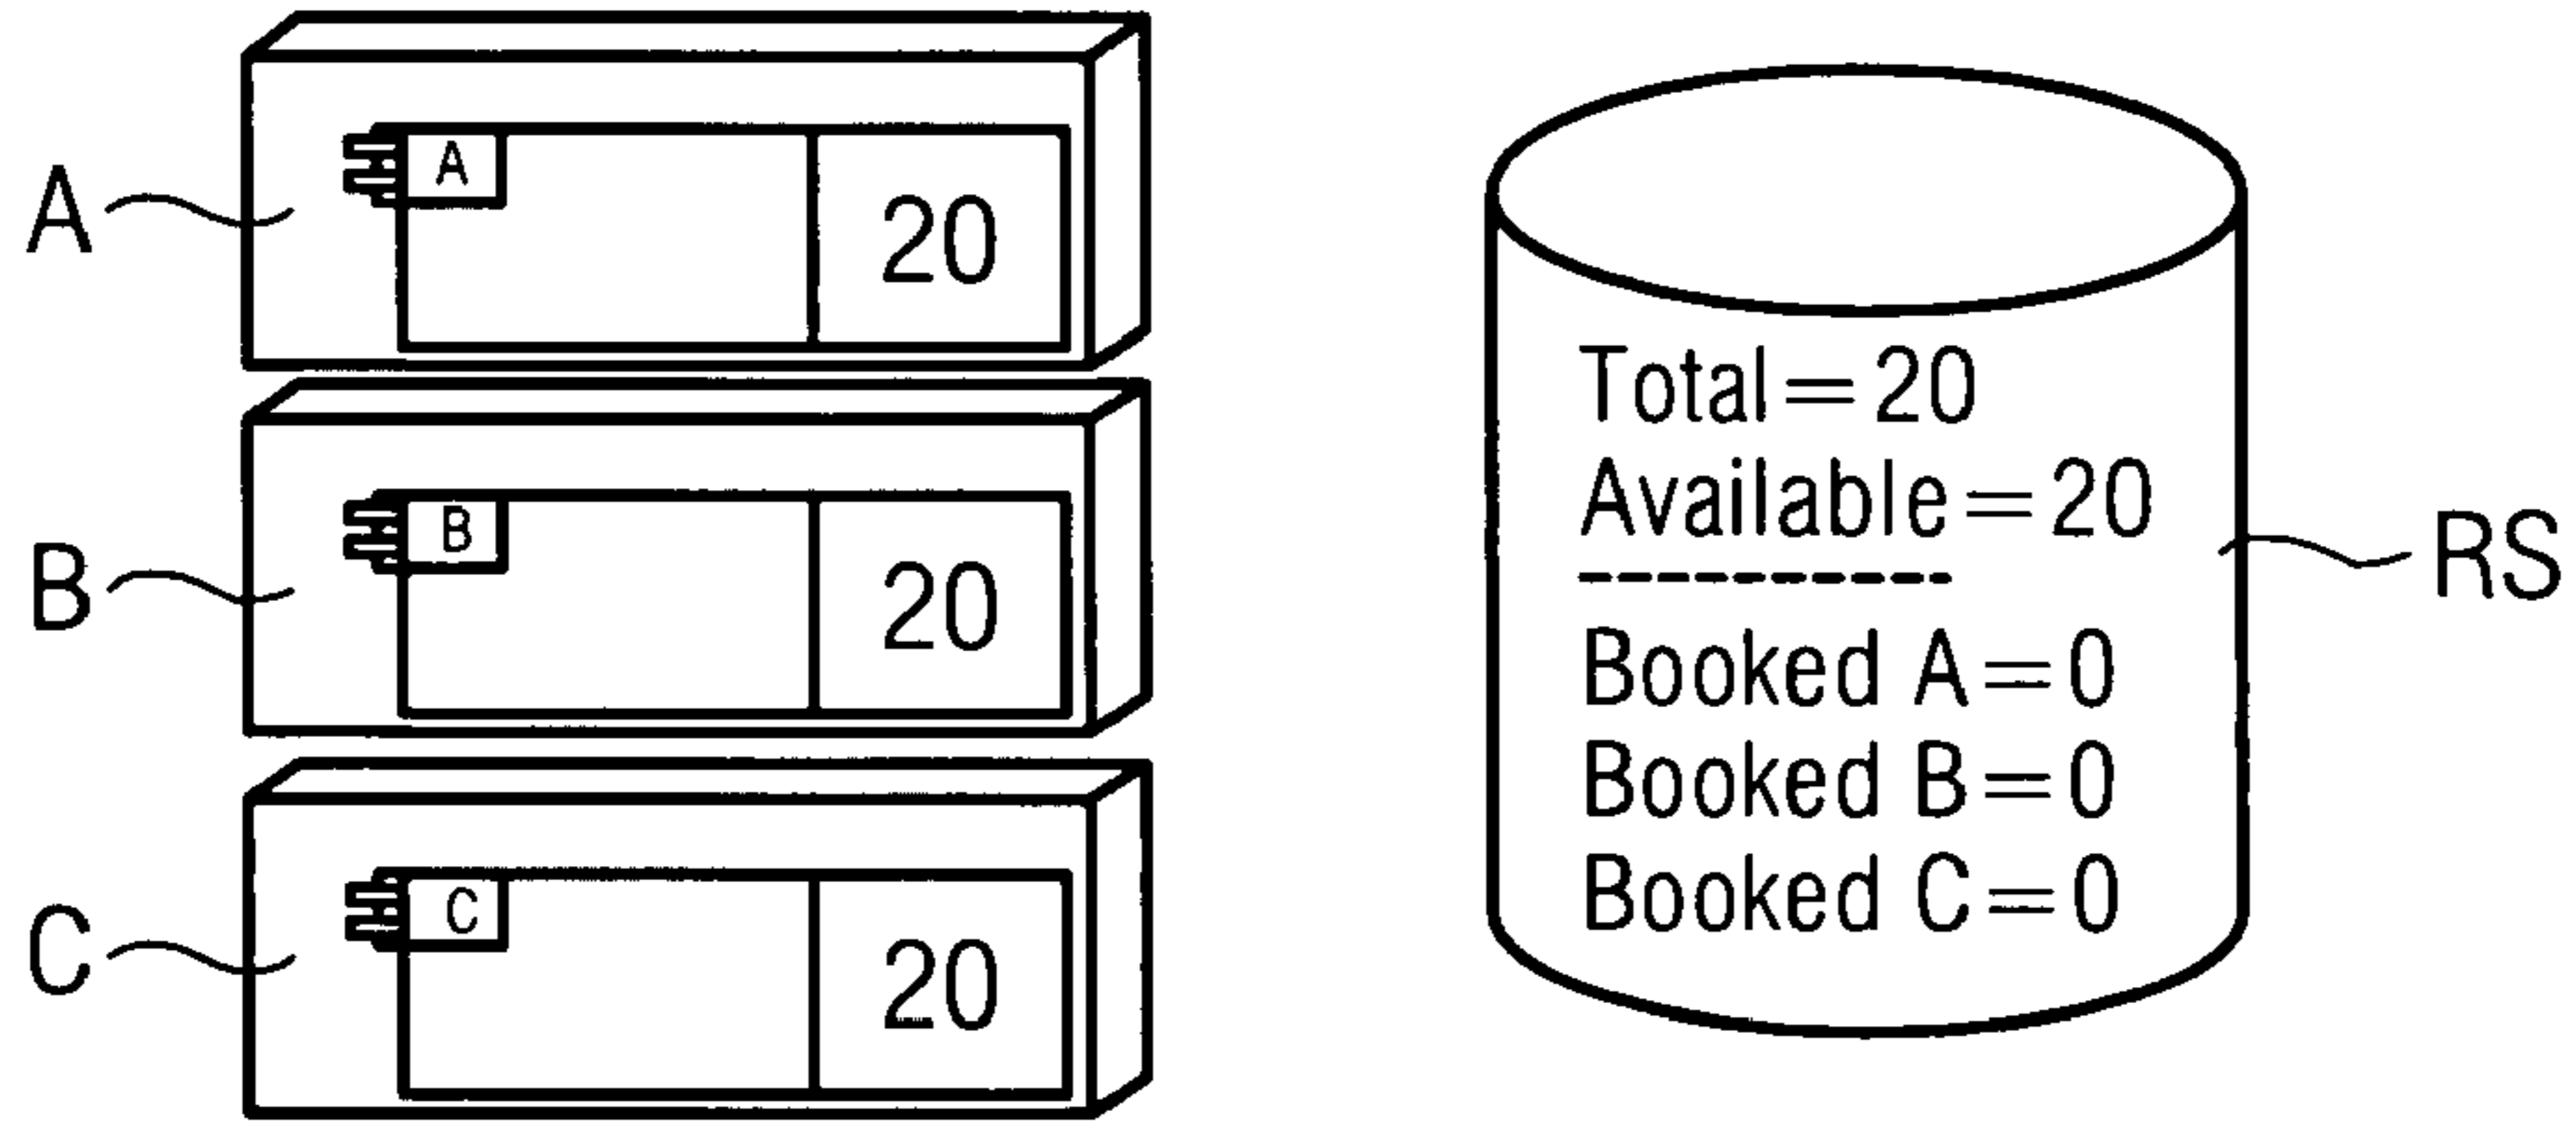 A
A
20
B
B
20
C
C
20
Total=20
Available=20
-----------
Booked A=0
Booked B=0
Booked C=0
RS